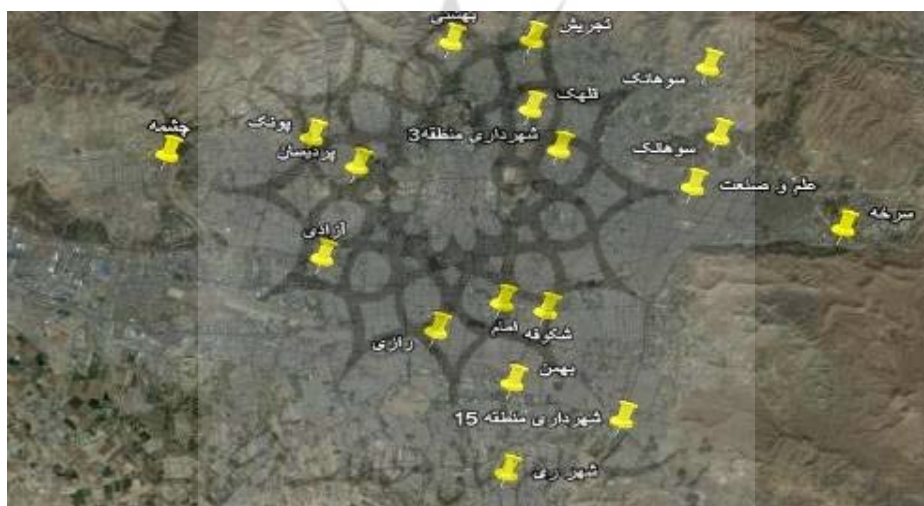 تجریش
بهشتی
سوهانک
قلهک
سوهانک
شهرداری منطقه3
پونک
چشمه
پردیسان
علم و صنعت
سرخه
آزادی
امام
شکوفه
رازی
بهمن
شهرداری منطقه 15
شهر ری